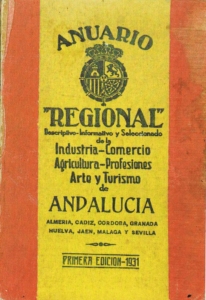 ANUARIO
"REGIONAL"
Descriptivo-Informativo y Seleccionado
de la
Industria-Comercio
Agricultura-Profesiones
Arte y Turismo
de
ANDALUCIA
ALMERIA, CADIZ, CORDOBA, GRANADA
HUELVA, JAEN, MALAGA Y SEVILLA
PRIMERA EDICION-1931